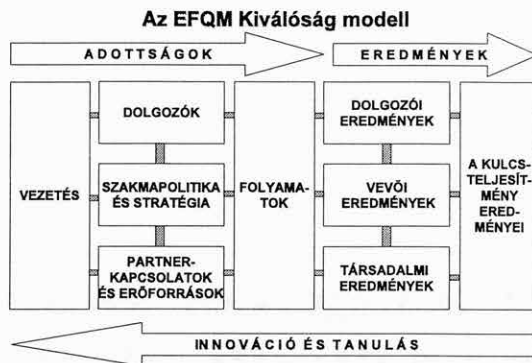 Az EFQM Kiválóság modell
ADOTTSÁGOK
EREDMÉNYEK
VEZETÉS
DOLGOZÓK
SZAKMAPOLITIKA
ÉS STRATÉGIA
PARTNER-
KAPCSOLATOK
ÉS ERŐFORRÁSOK
FOLYAMA-
TOK
DOLGOZÓI
EREDMÉNYEK
VEVŐI
EREDMÉNYEK
TÁRSADALMI
EREDMÉNYEK
A KULCS-
TELJESÍT-
MÉNY
ERED-
MÉNYEI
INNOVÁCIÓ ÉS TANULÁS